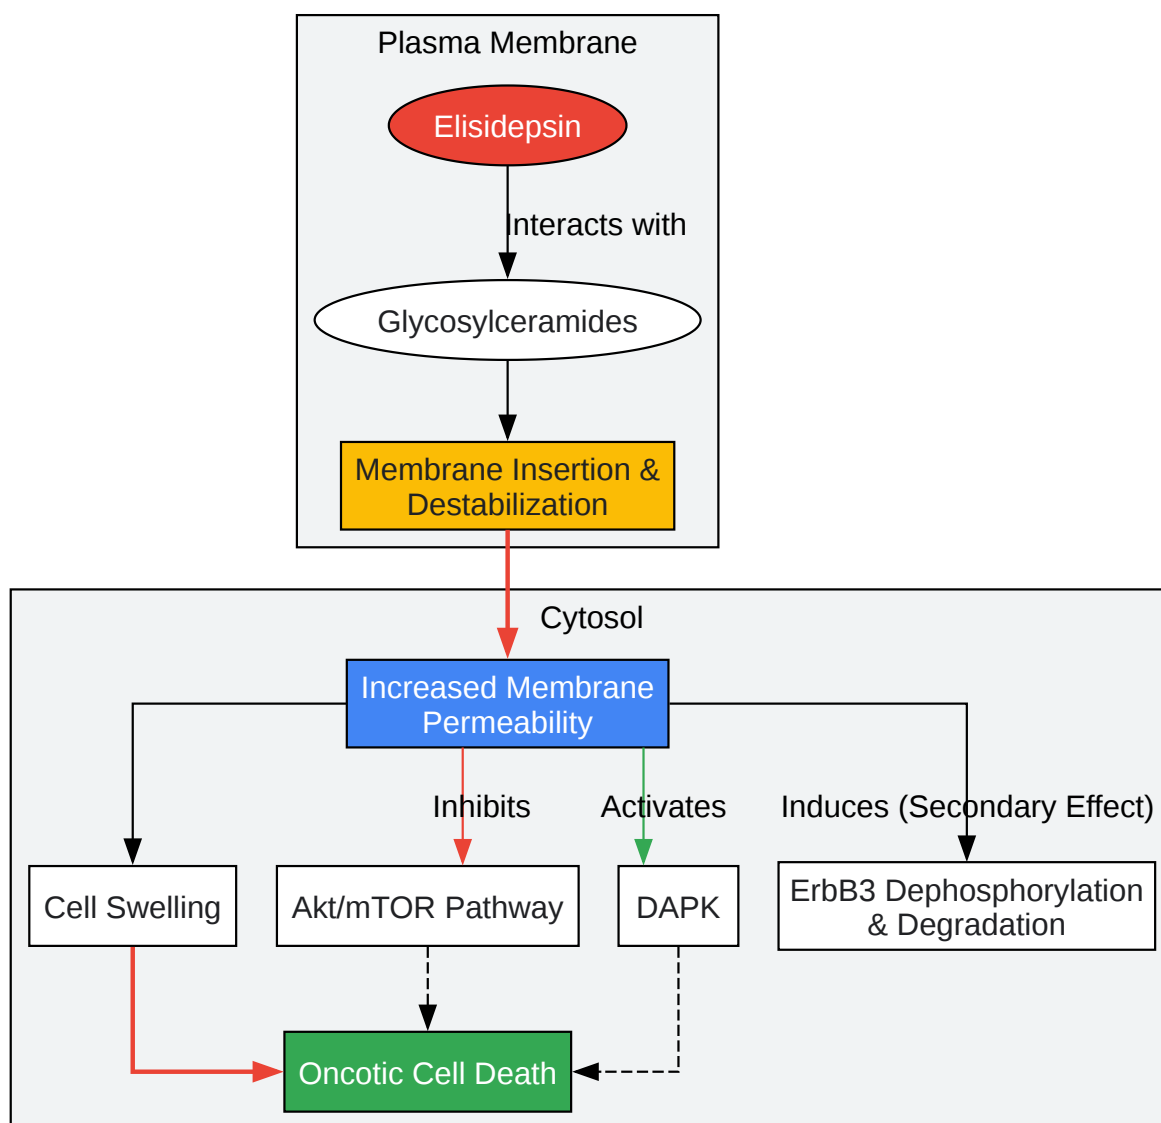 Plasma Membrane
Elisidepsin
Interacts with
Glycosylceramides
Membrane Insertion &
Destabilization
Cytosol
Increased Membrane
Permeability
Inhibits
Activates
Induces (Secondary Effect)
Cell Swelling
Akt/mTOR Pathway
DAPK
ErbB3 Dephosphorylation
& Degradation
Oncotic Cell Death